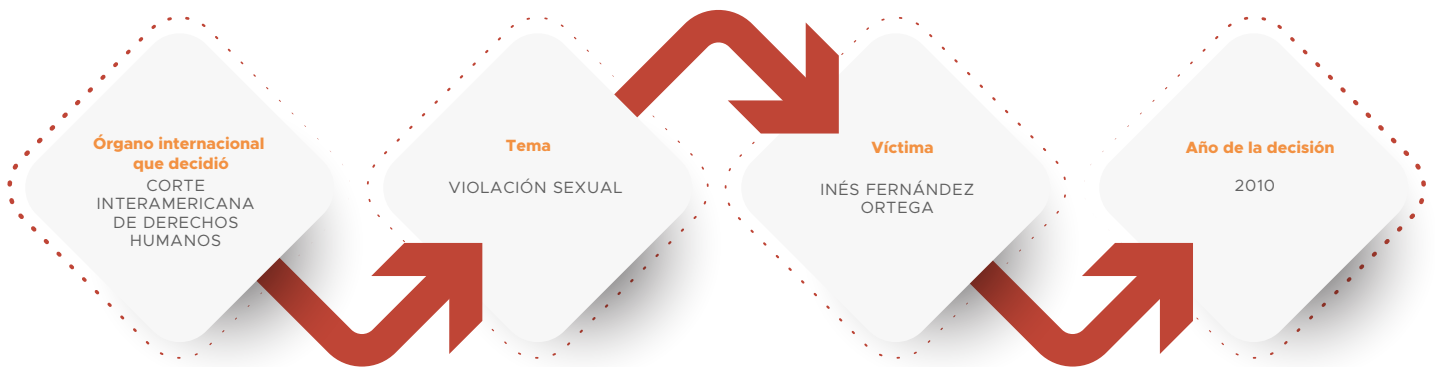 Órgano internacional
que decidió
CORTE
INTERAMERICANA
DE DERECHOS
HUMANOS
Tema
VIOLACIÓN SEXUAL
Víctima
INÉS FERNÁNDEZ
ORTEGA
Año de la decisión
2010